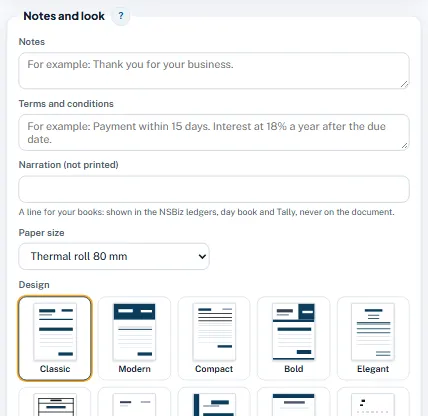 Notes and look ?
Notes
For example: Thank you for your business.
Terms and conditions
For example: Payment within 15 days. Interest at 18% a year after the due
date.
Narration (not printed)
A line for your books: shown in the NSBiz ledgers, day book and Tally, never on the document.
Paper size
Thermal roll 80 mm
Design
Classic
Modern
Compact
Bold
Elegant